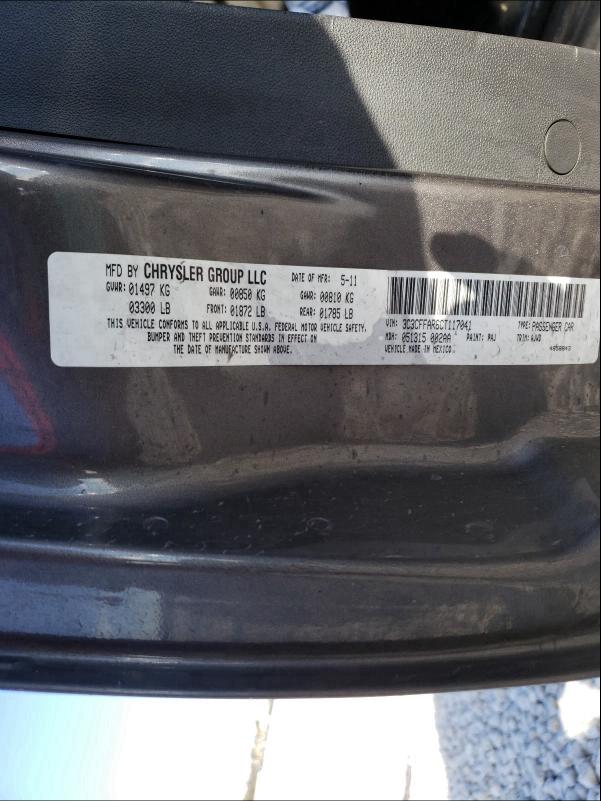 MFD BY CHRYSLER GROUP LLC DATE OF MFR: 5-11
GVWR: 01497 KG GAWR: 00850 KG GAWR: 00810 KG
03300 LB FRONT: 01872 LB REAR: 01785 LB
THIS VEHICLE CONFORMS TO ALL APPLICABLE U.S.A. FEDERAL MOTOR VEHICLE SAFETY,
BUMPER AND THEFT PREVENTION STANDARDS IN EFFECT ON
THE DATE OF MANUFACTURE SHOWN ABOVE.
VIN: 3C3CFFAR6CT117041 TYPE: PASSENGER CAR
MDH: 051315 002AA PAINT: PAJ TRIM: AJWD
VEHICLE MADE IN MEXICO